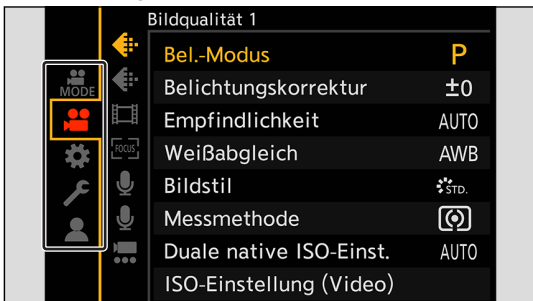 Bildqualität 1
Bel.-Modus P
MODE
Belichtungskorrektur ±0
Empfindlichkeit AUTO
FOCUS
Weißabgleich AWB
Bildstil STD.
Messmethode
Duale native ISO-Einst. AUTO
ISO-Einstellung (Video)